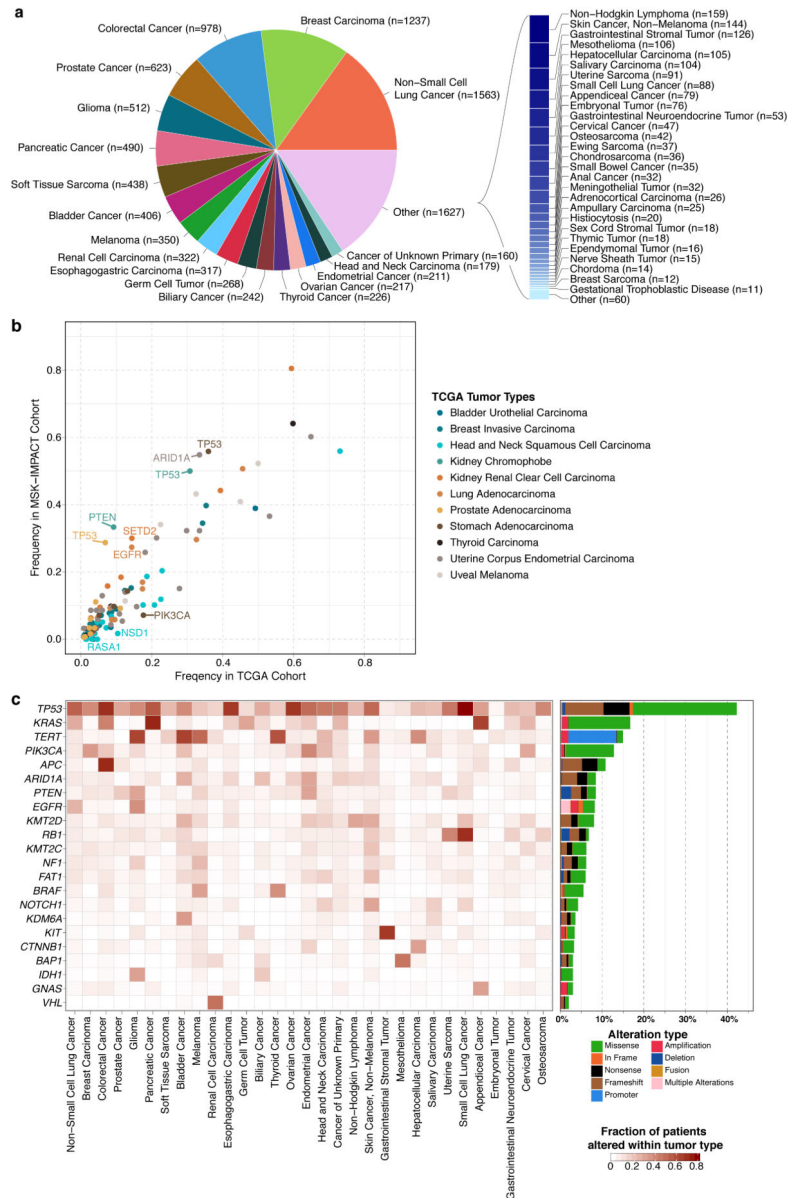 a
Colorectal Cancer (n=978)
Breast Carcinoma (n=1237)
Prostate Cancer (n=623)
Non−Small Cell
Lung Cancer (n=1563)
Glioma (n=512)
Pancreatic Cancer (n=490)
Soft Tissue Sarcoma (n=438)
Bladder Cancer (n=406)
Other (n=1627)
Melanoma (n=350)
Renal Cell Carcinoma (n=322)
Esophagogastric Carcinoma (n=317)
Germ Cell Tumor (n=268)
Biliary Cancer (n=242)
Cancer of Unknown Primary (n=160)
Head and Neck Carcinoma (n=179)
Endometrial Cancer (n=211)
Ovarian Cancer (n=217)
Thyroid Cancer (n=226)
Non−Hodgkin Lymphoma (n=159)
Skin Cancer, Non−Melanoma (n=144)
Gastrointestinal Stromal Tumor (n=126)
Mesothelioma (n=106)
Hepatocellular Carcinoma (n=105)
Salivary Carcinoma (n=104)
Uterine Sarcoma (n=91)
Small Cell Lung Cancer (n=88)
Appendiceal Cancer (n=79)
Embryonal Tumor (n=76)
Gastrointestinal Neuroendocrine Tumor (n=53)
Cervical Cancer (n=47)
Osteosarcoma (n=42)
Ewing Sarcoma (n=37)
Chondrosarcoma (n=36)
Small Bowel Cancer (n=35)
Anal Cancer (n=32)
Meningothelial Tumor (n=32)
Adrenocortical Carcinoma (n=26)
Ampullary Carcinoma (n=25)
Histiocytosis (n=20)
Sex Cord Stromal Tumor (n=18)
Thymic Tumor (n=18)
Ependymomal Tumor (n=16)
Nerve Sheath Tumor (n=15)
Chordoma (n=14)
Breast Sarcoma (n=12)
Gestational Trophoblastic Disease (n=11)
Other (n=60)
b
Frequency in MSK−IMPACT Cohort
0.8
0.6
0.4
0.2
0.0
TP53
ARID1A
TP53
PTEN
SETD2
TP53
EGFR
PIK3CA
NSD1
RASA1
0.0 0.2 0.4 0.6 0.8
Freqency in TCGA Cohort
TCGA Tumor Types
Bladder Urothelial Carcinoma
Breast Invasive Carcinoma
Head and Neck Squamous Cell Carcinoma
Kidney Chromophobe
Kidney Renal Clear Cell Carcinoma
Lung Adenocarcinoma
Prostate Adenocarcinoma
Stomach Adenocarcinoma
Thyroid Carcinoma
Uterine Corpus Endometrial Carcinoma
Uveal Melanoma
c
TP53
KRAS
TERT
PIK3CA
APC
ARID1A
PTEN
EGFR
KMT2D
RB1
KMT2C
NF1
FAT1
BRAF
NOTCH1
KDM6A
KIT
CTNNB1
BAP1
IDH1
GNAS
VHL
Non−Small Cell Lung Cancer
Breast Carcinoma
Colorectal Cancer
Prostate Cancer
Glioma
Pancreatic Cancer
Soft Tissue Sarcoma
Bladder Cancer
Melanoma
Renal Cell Carcinoma
Esophagogastric Carcinoma
Germ Cell Tumor
Biliary Cancer
Thyroid Cancer
Ovarian Cancer
Endometrial Cancer
Head and Neck Carcinoma
Cancer of Unknown Primary
Non−Hodgkin Lymphoma
Skin Cancer, Non−Melanoma
Gastrointestinal Stromal Tumor
Mesothelioma
Hepatocellular Carcinoma
Salivary Carcinoma
Uterine Sarcoma
Small Cell Lung Cancer
Appendiceal Cancer
Embryonal Tumor
Gastrointestinal Neuroendocrine Tumor
Cervical Cancer
Osteosarcoma
0% 10% 20% 30% 40%
Alteration type
Missense
In Frame
Nonsense
Frameshift
Promoter
Amplification
Deletion
Fusion
Multiple Alterations
Fraction of patients
altered within tumor type
0 0.2 0.4 0.6 0.8